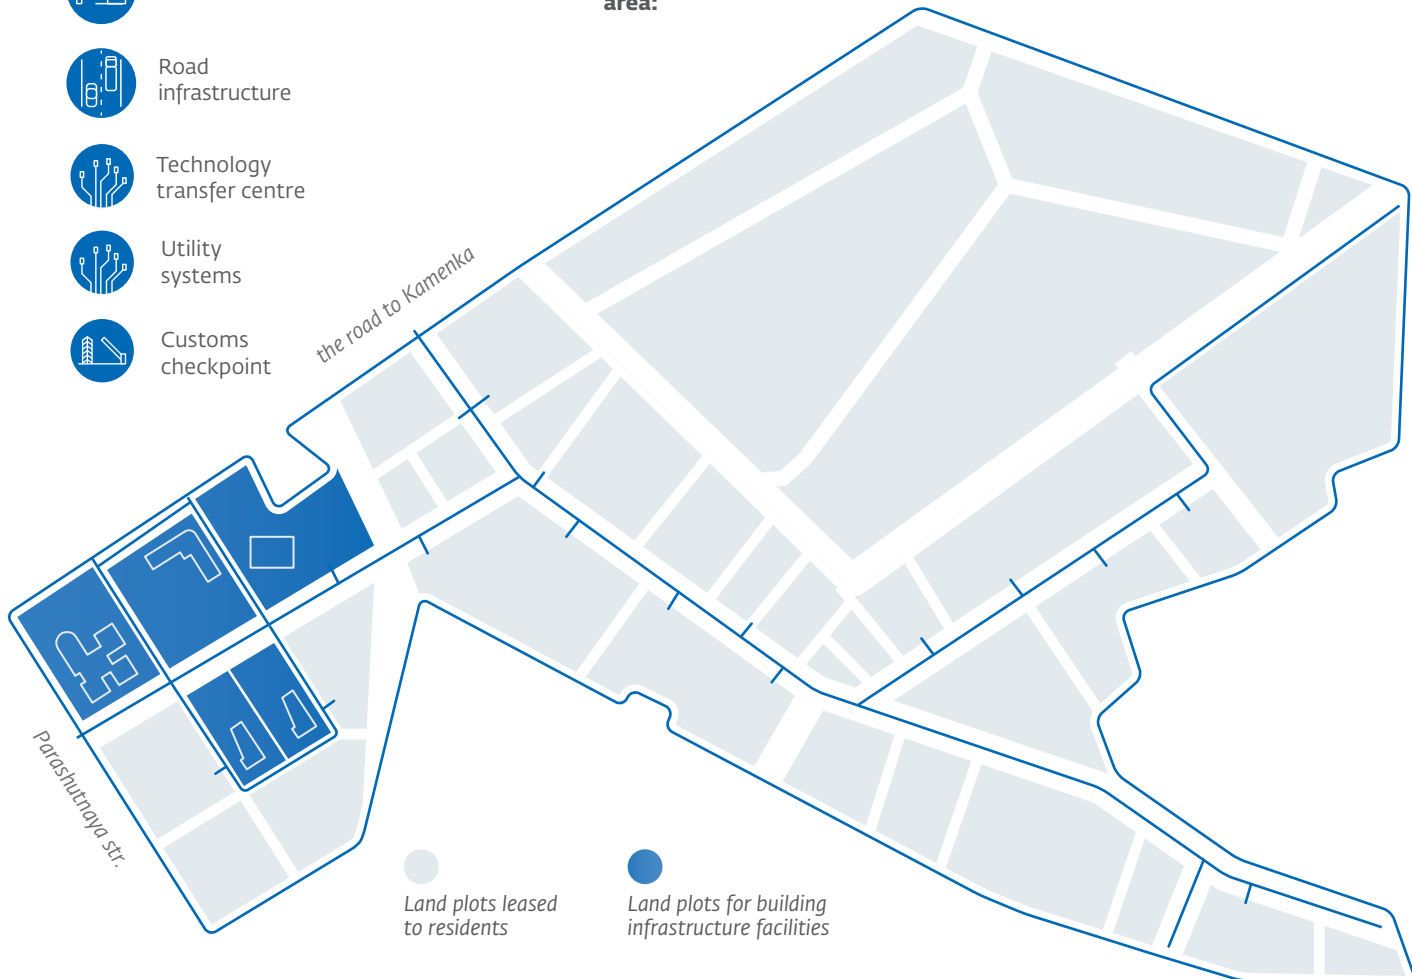 area:
Road
infrastructure
Technology
transfer centre
Utility
systems
Customs
checkpoint
the road to Kamenka
Parashutnaya str.
Land plots leased
to residents
Land plots for building
infrastructure facilities